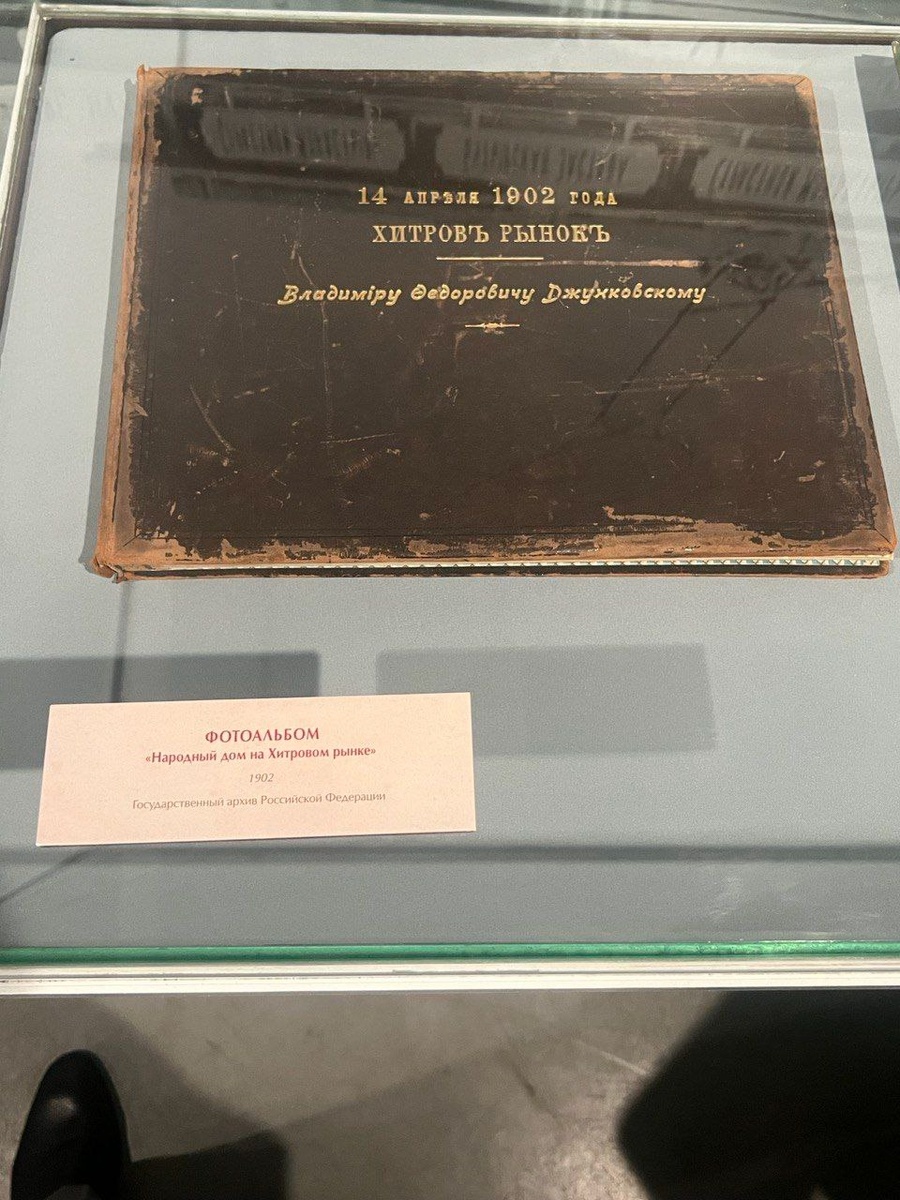 14 АПРѢЛЯ 1902 ГОДА
ХИТРОВЪ РЫНОКЪ
Владиміру Ѳедоровичу Джунковскому
ФОТОАЛЬБОМ
«Народный дом на Хитровом рынке»
1902
Государственный архив Российской Федерации